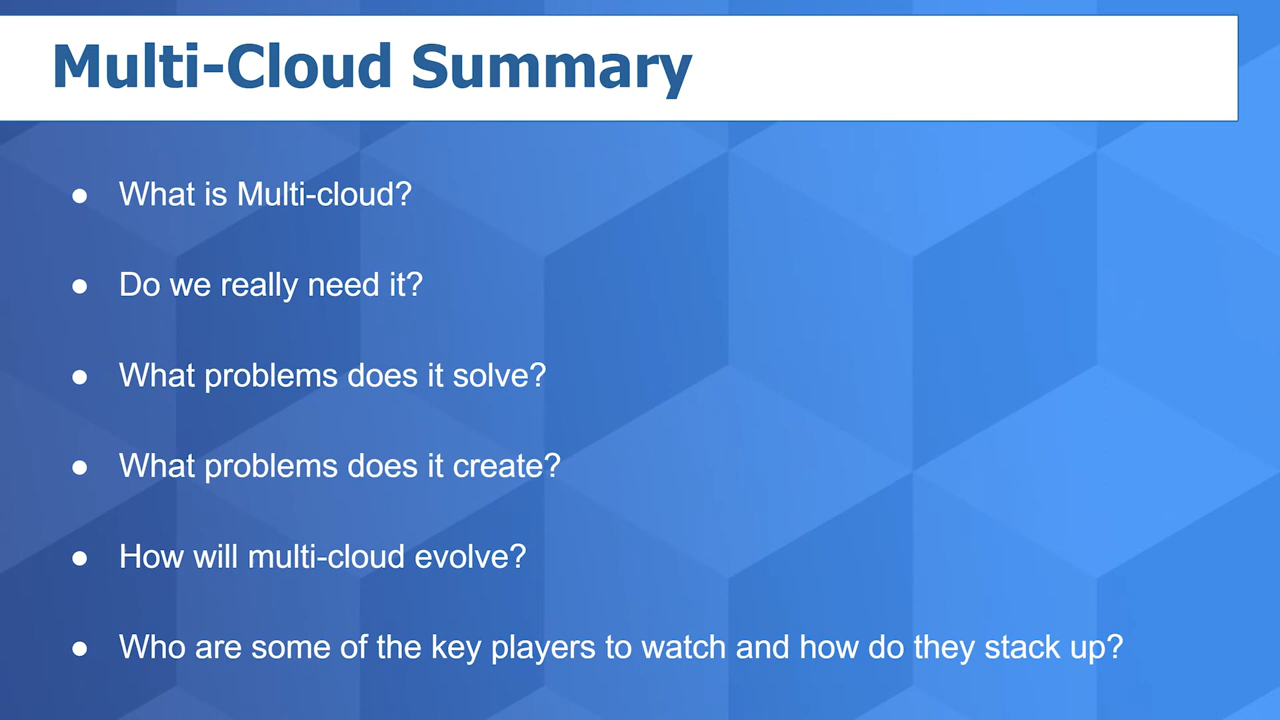 Multi-Cloud Summary
● What is Multi-cloud?
● Do we really need it?
● What problems does it solve?
● What problems does it create?
● How will multi-cloud evolve?
● Who are some of the key players to watch and how do they stack up?